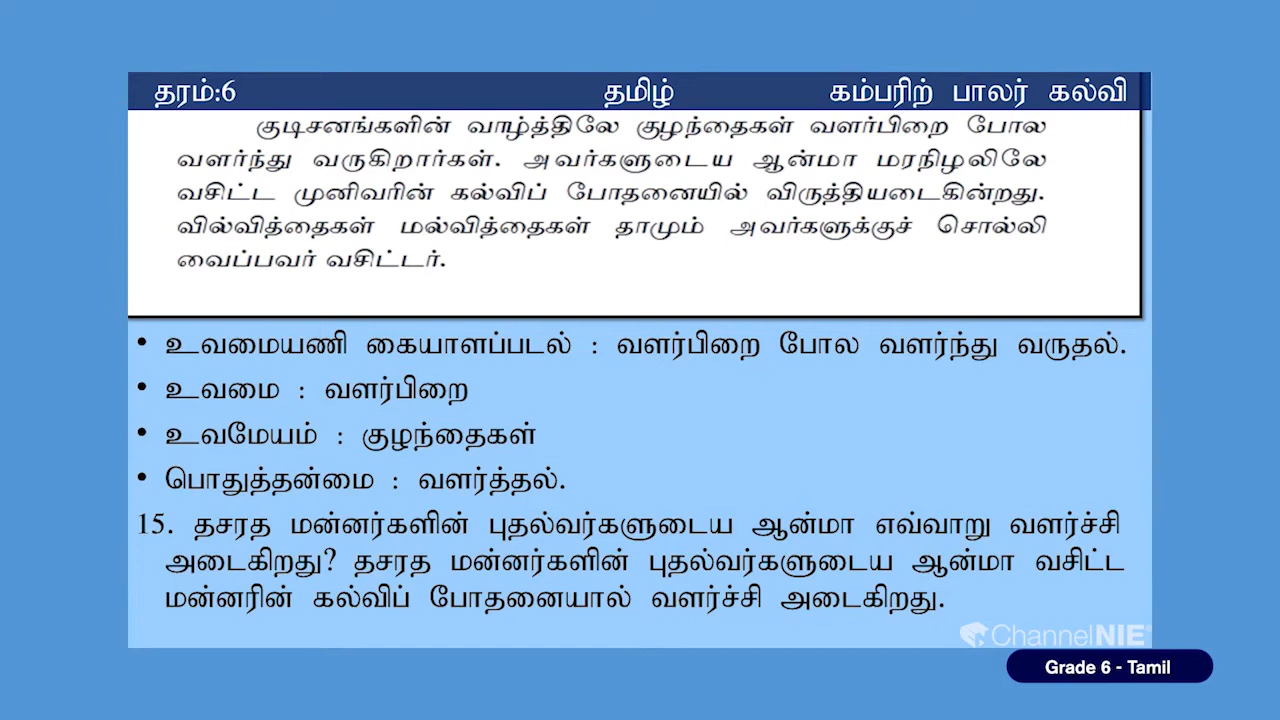 தரம்:6 தமிழ் கம்பரிற் பாலர் கல்வி
குடிசனங்களின் வாழ்த்திலே குழந்தைகள் வளர்பிறை போல
வளர்ந்து வருகிறார்கள். அவர்களுடைய ஆன்மா மரநிழலிலே
வசிட்ட முனிவரின் கல்விப் போதனையில் விருத்தியடைகின்றது.
வில்வித்தைகள் மல்வித்தைகள் தாமும் அவர்களுக்குச் சொல்லி
வைப்பவர் வசிட்டர்.
• உவமையணி கையாளப்படல் : வளர்பிறை போல வளர்ந்து வருதல்.
• உவமை : வளர்பிறை
• உவமேயம் : குழந்தைகள்
• பொதுத்தன்மை : வளர்த்தல்.
15. தசரத மன்னர்களின் புதல்வர்களுடைய ஆன்மா எவ்வாறு வளர்ச்சி
அடைகிறது? தசரத மன்னர்களின் புதல்வர்களுடைய ஆன்மா வசிட்ட
மன்னரின் கல்விப் போதனையால் வளர்ச்சி அடைகிறது.
ChannelNIE
Grade 6 - Tamil